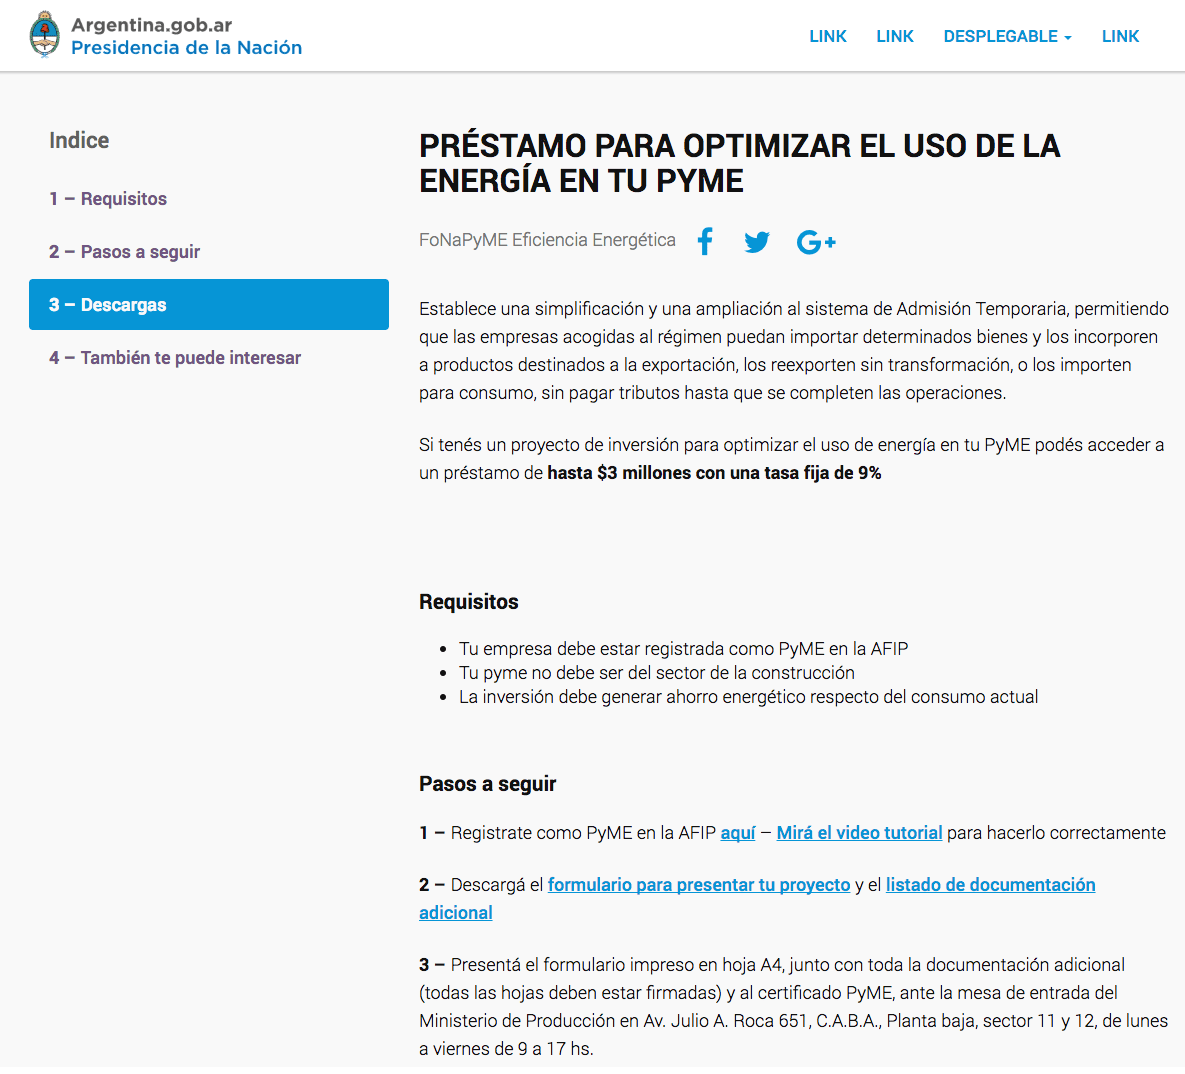 Argentina.gob.ar
Presidencia de la Nación
LINK LINK DESPLEGABLE LINK
Indice
1 – Requisitos
2 – Pasos a seguir
3 – Descargas
4 – También te puede interesar
PRÉSTAMO PARA OPTIMIZAR EL USO DE LA
ENERGÍA EN TU PYME
FoNaPyME Eficiencia Energética
Establece una simplificación y una ampliación al sistema de Admisión Temporaria, permitiendo
que las empresas acogidas al régimen puedan importar determinados bienes y los incorporen
a productos destinados a la exportación, los reexporten sin transformación, o los importen
para consumo, sin pagar tributos hasta que se completen las operaciones.
Si tenés un proyecto de inversión para optimizar el uso de energía en tu PyME podés acceder a
un préstamo de hasta $3 millones con una tasa fija de 9%
Requisitos
• Tu empresa debe estar registrada como PyME en la AFIP
• Tu pyme no debe ser del sector de la construcción
• La inversión debe generar ahorro energético respecto del consumo actual
Pasos a seguir
1 – Registrate como PyME en la AFIP aquí – Mirá el video tutorial para hacerlo correctamente
2 – Descargá el formulario para presentar tu proyecto y el listado de documentación
adicional
3 – Presentá el formulario impreso en hoja A4, junto con toda la documentación adicional
(todas las hojas deben estar firmadas) y al certificado PyME, ante la mesa de entrada del
Ministerio de Producción en Av. Julio A. Roca 651, C.A.B.A., Planta baja, sector 11 y 12, de lunes
a viernes de 9 a 17 hs.